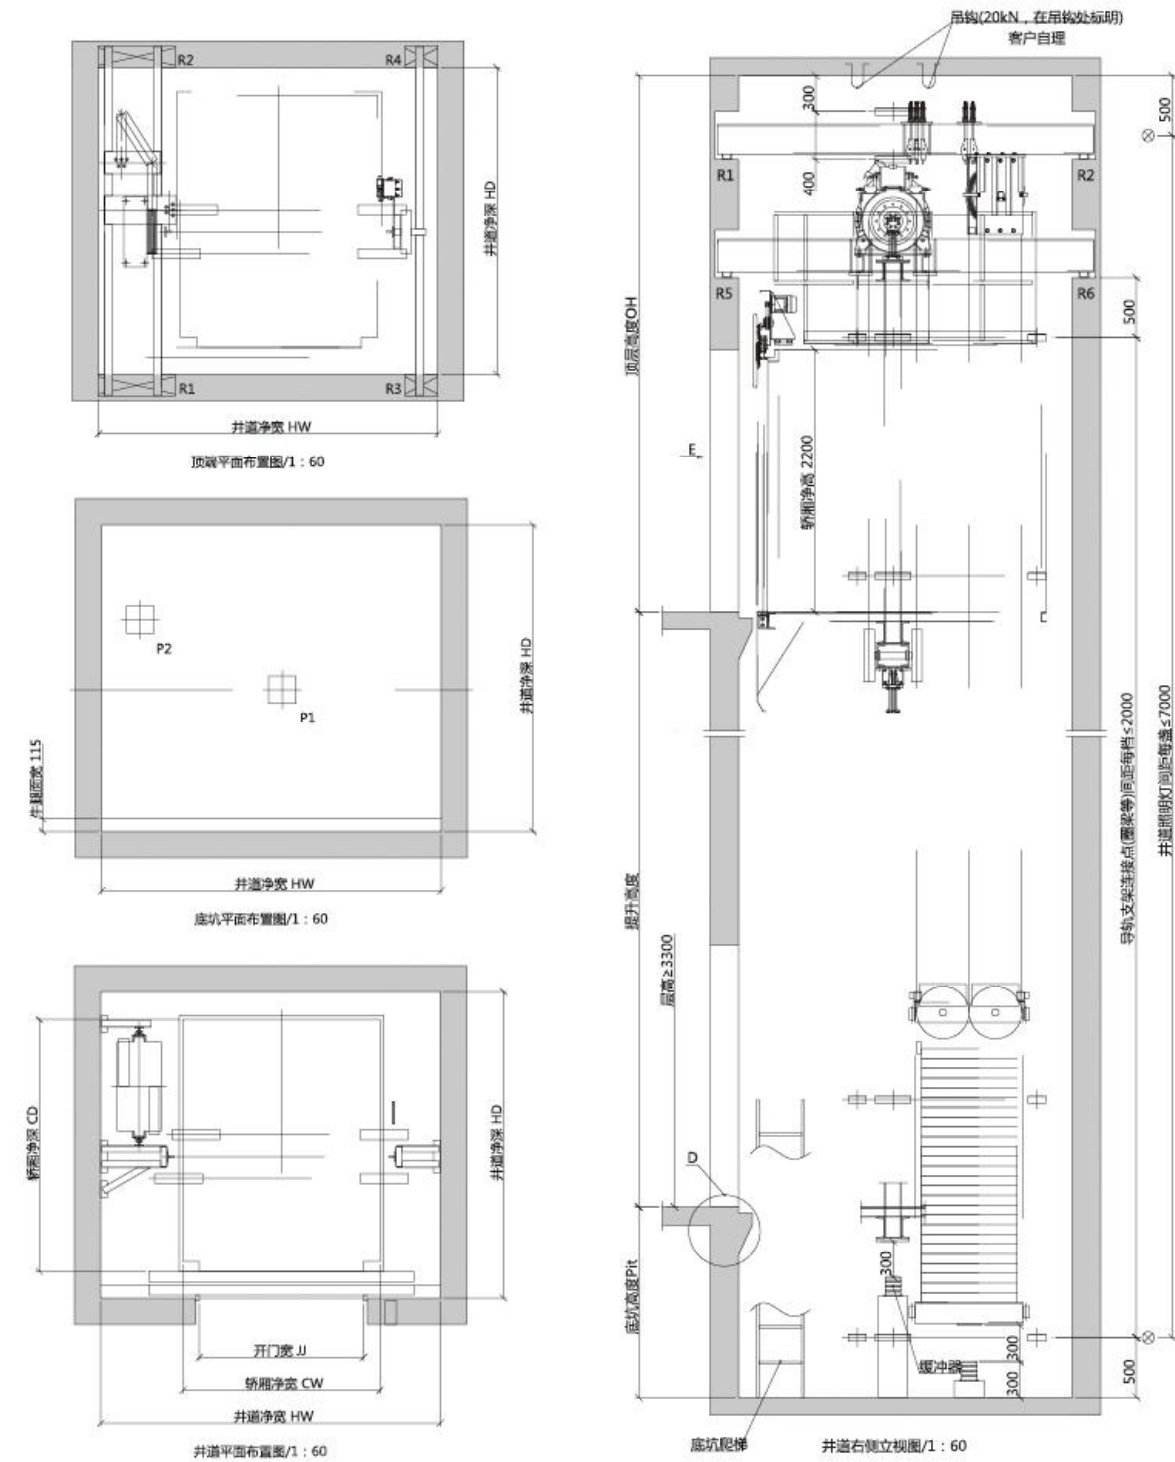 R2
R4
井道净深 HD
R1
R3
井道净宽 HW
顶端平面布置图/1：60
P2
P1
井道净深 HD
牛腿面宽 115
井道净宽 HW
底坑平面布置图/1：60
轿厢净深 CD
井道净深 HD
开门宽 JJ
轿厢净宽 CW
井道净宽 HW
井道平面布置图/1：60
吊钩(20kN，在吊钩处标明)
客户自理
300
500
R1
R2
400
R5
R6
500
顶层高度OH
E
轿厢净高 2200
导轨支架连接点(圈梁等)间距每档≤2000
井道照明灯间距每盏≤7000
提升高度
层高≥3300
D
300
底坑高度Pit
缓冲器
300
300
500
底坑爬梯
井道右侧立视图/1：60